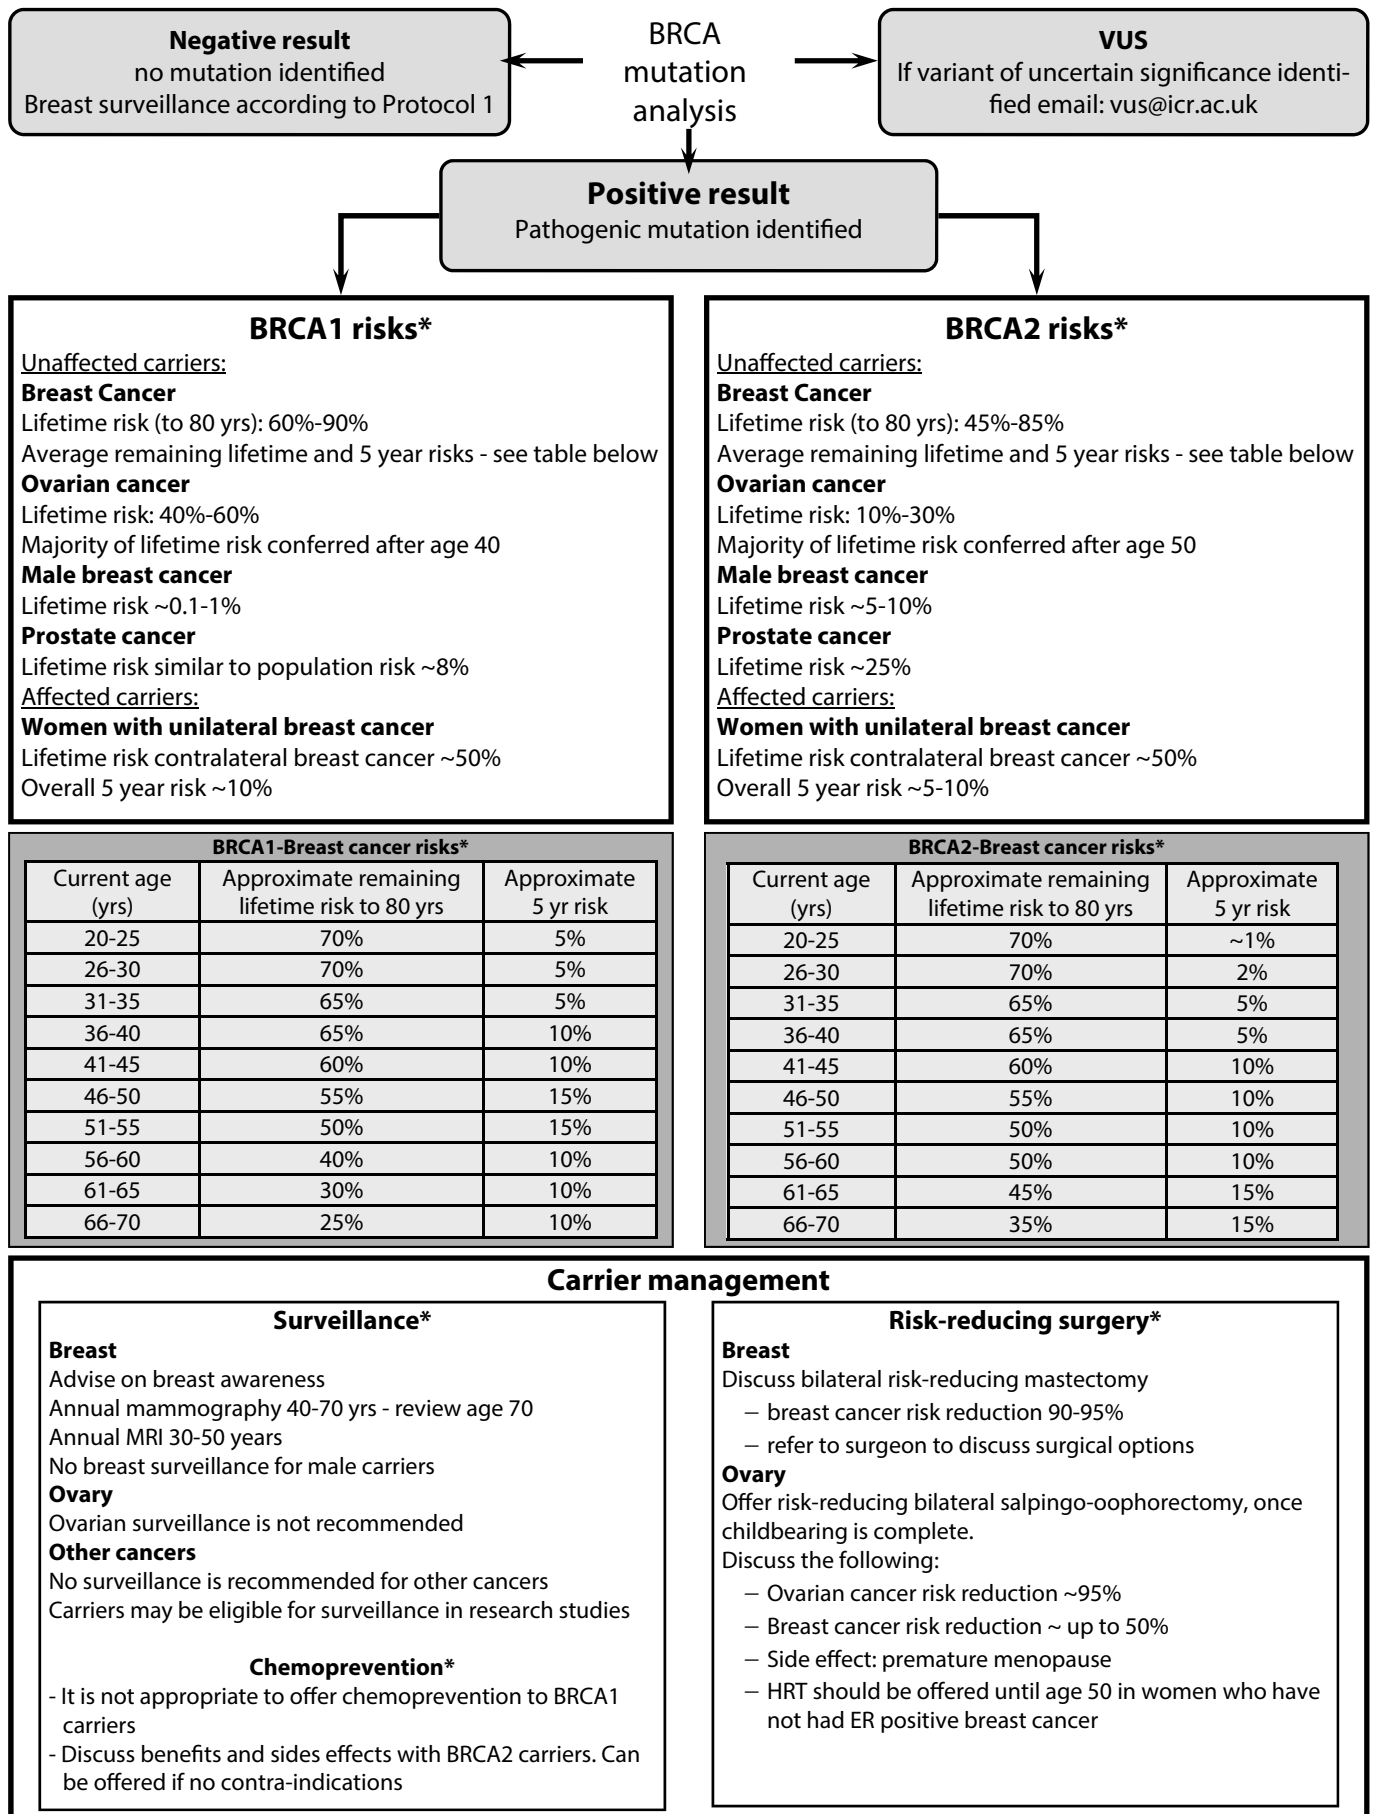 Negative result
no mutation identified
Breast surveillance according to Protocol 1
BRCA
mutation
analysis
VUS
If variant of uncertain significance identi-
fied email: vus@icr.ac.uk
Positive result
Pathogenic mutation identified
BRCA1 risks*
Unaffected carriers:
Breast Cancer
Lifetime risk (to 80 yrs): 60%-90%
Average remaining lifetime and 5 year risks - see table below
Ovarian cancer
Lifetime risk: 40%-60%
Majority of lifetime risk conferred after age 40
Male breast cancer
Lifetime risk ~0.1-1%
Prostate cancer
Lifetime risk similar to population risk ~8%
Affected carriers:
Women with unilateral breast cancer
Lifetime risk contralateral breast cancer ~50%
Overall 5 year risk ~10%
BRCA2 risks*
Unaffected carriers:
Breast Cancer
Lifetime risk (to 80 yrs): 45%-85%
Average remaining lifetime and 5 year risks - see table below
Ovarian cancer
Lifetime risk: 10%-30%
Majority of lifetime risk conferred after age 50
Male breast cancer
Lifetime risk ~5-10%
Prostate cancer
Lifetime risk ~25%
Affected carriers:
Women with unilateral breast cancer
Lifetime risk contralateral breast cancer ~50%
Overall 5 year risk ~5-10%
BRCA1-Breast cancer risks*
Current age (yrs) Approximate remaining lifetime risk to 80 yrs Approximate 5 yr risk
20-25 70% 5%
26-30 70% 5%
31-35 65% 5%
36-40 65% 10%
41-45 60% 10%
46-50 55% 15%
51-55 50% 15%
56-60 40% 10%
61-65 30% 10%
66-70 25% 10%
BRCA2-Breast cancer risks*
Current age (yrs) Approximate remaining lifetime risk to 80 yrs Approximate 5 yr risk
20-25 70% ~1%
26-30 70% 2%
31-35 65% 5%
36-40 65% 5%
41-45 60% 10%
46-50 55% 10%
51-55 50% 10%
56-60 50% 10%
61-65 45% 15%
66-70 35% 15%
Carrier management
Surveillance*
Breast
Advise on breast awareness
Annual mammography 40-70 yrs - review age 70
Annual MRI 30-50 years
No breast surveillance for male carriers
Ovary
Ovarian surveillance is not recommended
Other cancers
No surveillance is recommended for other cancers
Carriers may be eligible for surveillance in research studies
Chemoprevention*
- It is not appropriate to offer chemoprevention to BRCA1
carriers
- Discuss benefits and sides effects with BRCA2 carriers. Can
be offered if no contra-indications
Risk-reducing surgery*
Breast
Discuss bilateral risk-reducing mastectomy
– breast cancer risk reduction 90-95%
– refer to surgeon to discuss surgical options
Ovary
Offer risk-reducing bilateral salpingo-oophorectomy, once
childbearing is complete.
Discuss the following:
– Ovarian cancer risk reduction ~95%
– Breast cancer risk reduction ~ up to 50%
– Side effect: premature menopause
– HRT should be offered until age 50 in women who have
not had ER positive breast cancer